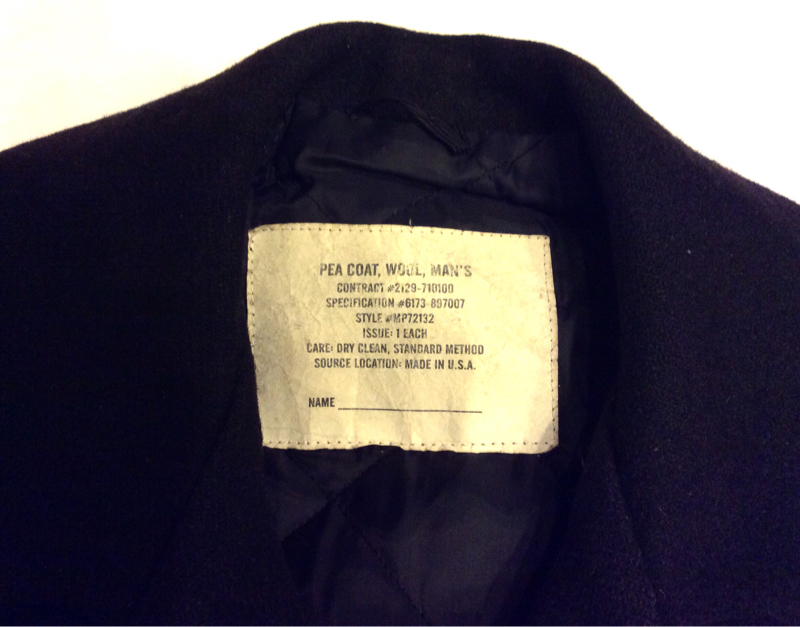 PEA COAT, WOOL, MAN'S
CONTRACT #2129-710100
SPECIFICATION #6173-897007
STYLE #MP72132
ISSUE: 1 EACH
CARE: DRY CLEAN, STANDARD METHOD
SOURCE LOCATION: MADE IN U.S.A.
NAME